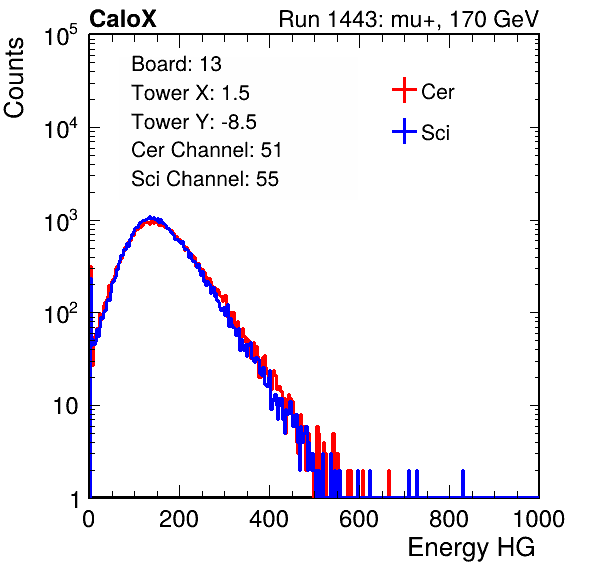 CaloX Run 1443: mu+, 170 GeV
Counts
Board: 13
Tower X: 1.5
Tower Y: -8.5
Cer Channel: 51
Sci Channel: 55
Cer
Sci
10^5
10^4
10^3
10^2
10
1
0 200 400 600 800 1000
Energy HG